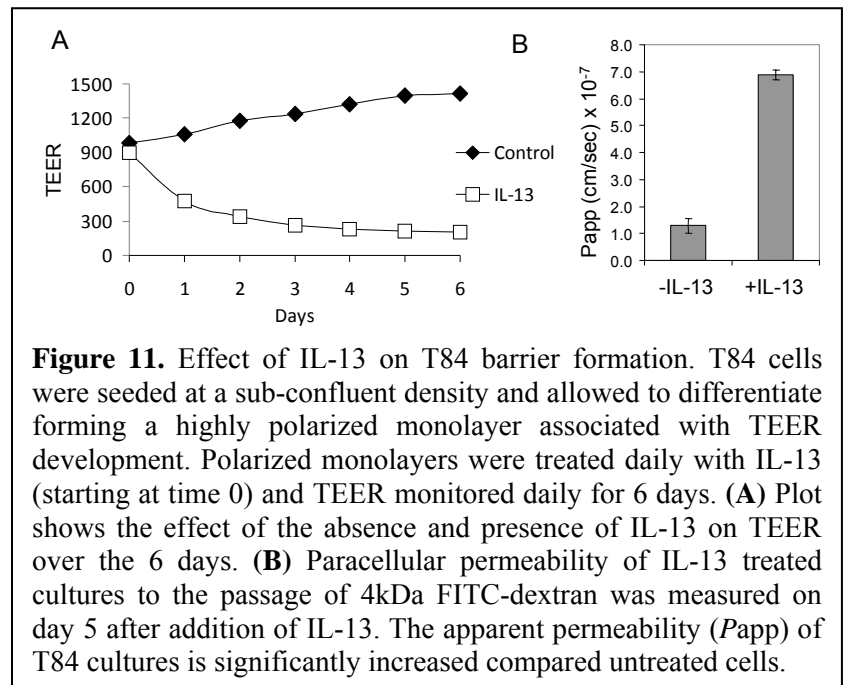 A
B
1500
1200
900
600
300
0
TEER
0 1 2 3 4 5 6
Days
Control
IL-13
8.0
7.0
6.0
5.0
4.0
3.0
2.0
1.0
0.0
Papp (cm/sec) x 10-7
-IL-13 +IL-13
Figure 11. Effect of IL-13 on T84 barrier formation. T84 cells
were seeded at a sub-confluent density and allowed to differentiate
forming a highly polarized monolayer associated with TEER
development. Polarized monolayers were treated daily with IL-13
(starting at time 0) and TEER monitored daily for 6 days. (A) Plot
shows the effect of the absence and presence of IL-13 on TEER
over the 6 days. (B) Paracellular permeability of IL-13 treated
cultures to the passage of 4kDa FITC-dextran was measured on
day 5 after addition of IL-13. The apparent permeability (Papp) of
T84 cultures is significantly increased compared untreated cells.